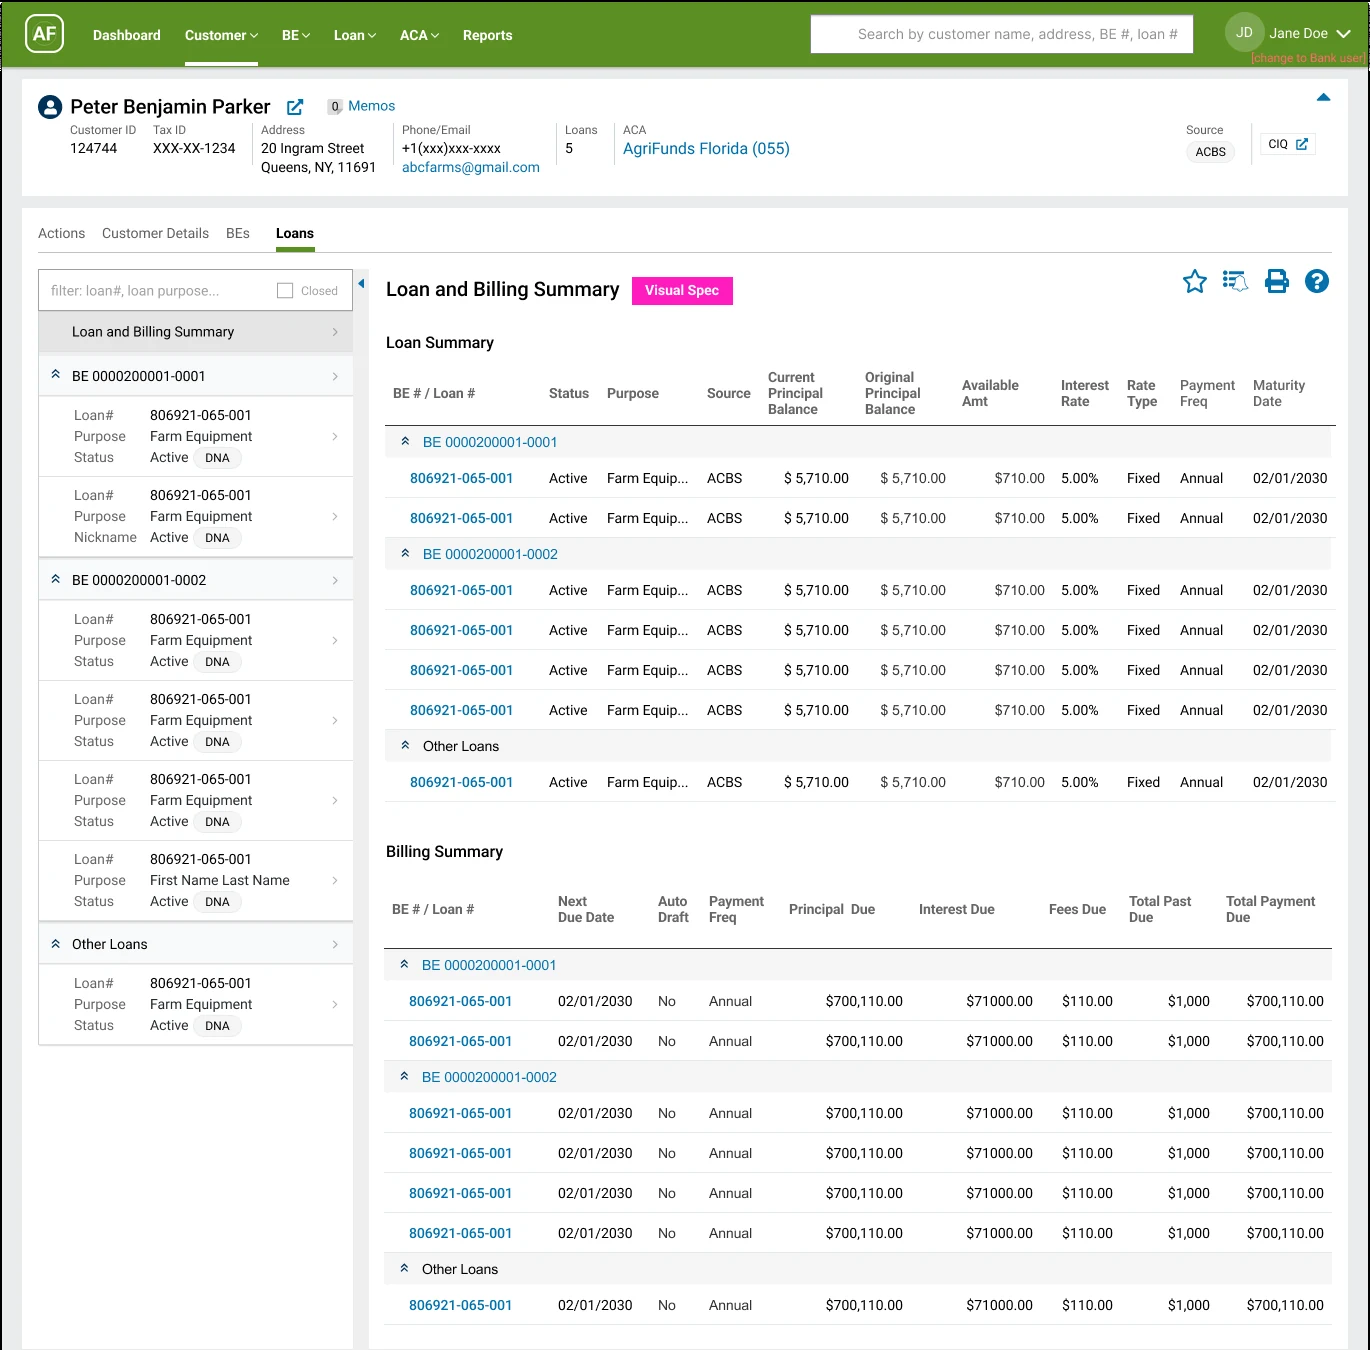 AF Dashboard Customer BE Loan ACA Reports Search by customer name, address, BE #, loan # JD Jane Doe
[change to Bank user]
Peter Benjamin Parker 0 Memos
Customer ID Tax ID Address Phone/Email Loans ACA Source
124744 XXX-XX-1234 20 Ingram Street +1(xxx)xxx-xxxx 5 AgriFunds Florida (055) ACBS CIQ
Queens, NY, 11691 abcfarms@gmail.com
Actions Customer Details BEs Loans
filter: loan#, loan purpose... Closed
Loan and Billing Summary
BE 0000200001-0001
Loan# 806921-065-001
Purpose Farm Equipment
Status Active DNA
Loan# 806921-065-001
Purpose Farm Equipment
Nickname Active DNA
BE 0000200001-0002
Loan# 806921-065-001
Purpose Farm Equipment
Status Active DNA
Loan# 806921-065-001
Purpose Farm Equipment
Status Active DNA
Loan# 806921-065-001
Purpose Farm Equipment
Status Active DNA
Loan# 806921-065-001
Purpose First Name Last Name
Status Active DNA
Other Loans
Loan# 806921-065-001
Purpose Farm Equipment
Status Active DNA
Loan and Billing Summary Visual Spec
Loan Summary
BE # / Loan # Status Purpose Source Current Principal Balance Original Principal Balance Available Amt Interest Rate Rate Type Payment Freq Maturity Date
BE 0000200001-0001
806921-065-001 Active Farm Equip... ACBS $ 5,710.00 $ 5,710.00 $710.00 5.00% Fixed Annual 02/01/2030
806921-065-001 Active Farm Equip... ACBS $ 5,710.00 $ 5,710.00 $710.00 5.00% Fixed Annual 02/01/2030
BE 0000200001-0002
806921-065-001 Active Farm Equip... ACBS $ 5,710.00 $ 5,710.00 $710.00 5.00% Fixed Annual 02/01/2030
806921-065-001 Active Farm Equip... ACBS $ 5,710.00 $ 5,710.00 $710.00 5.00% Fixed Annual 02/01/2030
806921-065-001 Active Farm Equip... ACBS $ 5,710.00 $ 5,710.00 $710.00 5.00% Fixed Annual 02/01/2030
806921-065-001 Active Farm Equip... ACBS $ 5,710.00 $ 5,710.00 $710.00 5.00% Fixed Annual 02/01/2030
Other Loans
806921-065-001 Active Farm Equip... ACBS $ 5,710.00 $ 5,710.00 $710.00 5.00% Fixed Annual 02/01/2030
Billing Summary
BE # / Loan # Next Due Date Auto Draft Payment Freq Principal Due Interest Due Fees Due Total Past Due Total Payment Due
BE 0000200001-0001
806921-065-001 02/01/2030 No Annual $700,110.00 $71000.00 $110.00 $1,000 $700,110.00
806921-065-001 02/01/2030 No Annual $700,110.00 $71000.00 $110.00 $1,000 $700,110.00
BE 0000200001-0002
806921-065-001 02/01/2030 No Annual $700,110.00 $71000.00 $110.00 $1,000 $700,110.00
806921-065-001 02/01/2030 No Annual $700,110.00 $71000.00 $110.00 $1,000 $700,110.00
806921-065-001 02/01/2030 No Annual $700,110.00 $71000.00 $110.00 $1,000 $700,110.00
806921-065-001 02/01/2030 No Annual $700,110.00 $71000.00 $110.00 $1,000 $700,110.00
Other Loans
806921-065-001 02/01/2030 No Annual $700,110.00 $71000.00 $110.00 $1,000 $700,110.00